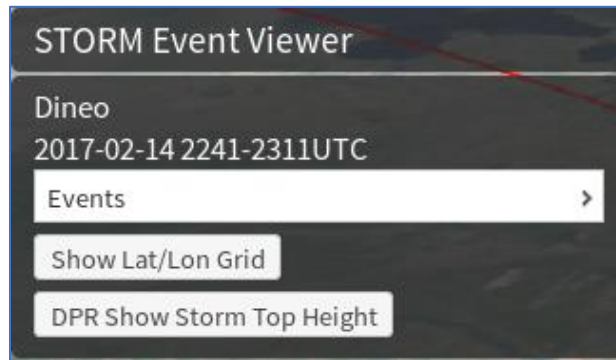 STORM Event Viewer
Dineo
2017-02-14 2241-2311UTC
Events
Show Lat/Lon Grid
DPR Show Storm Top Height